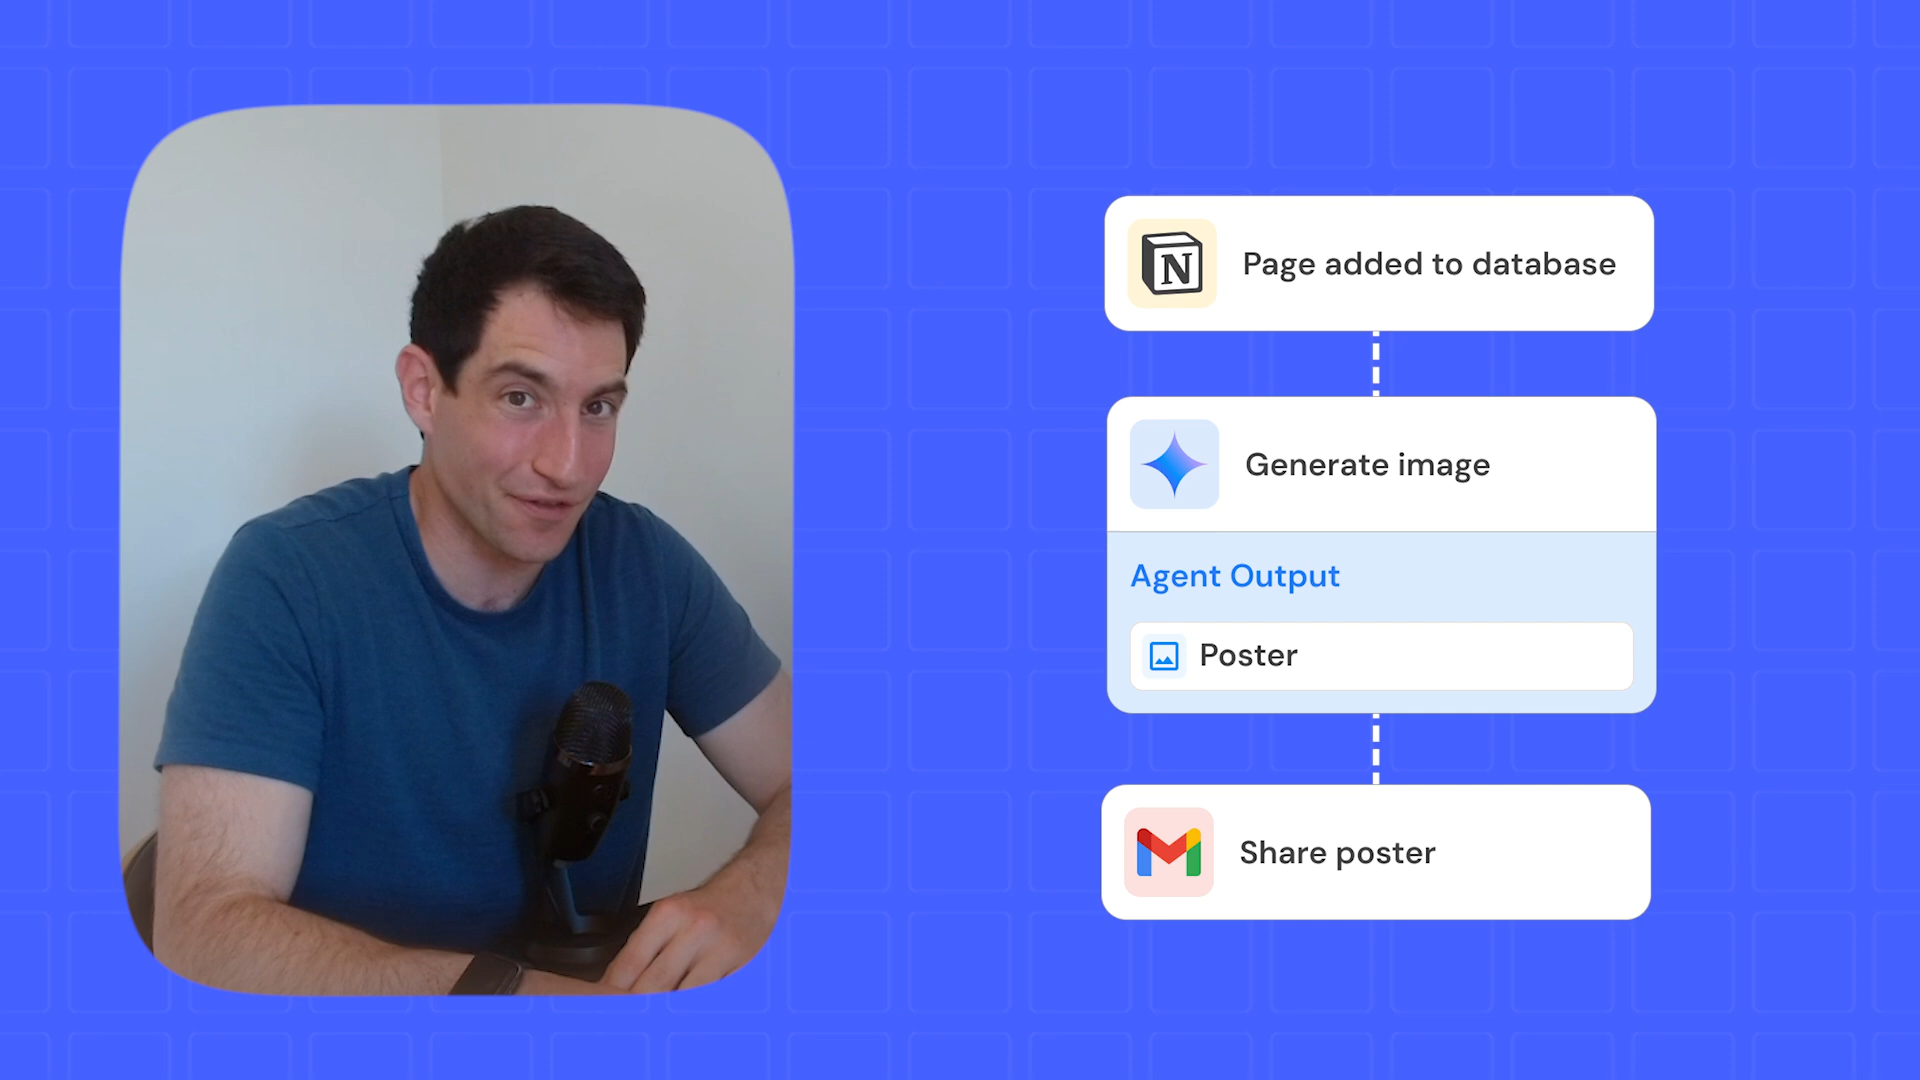 N
Page added to database
Generate image
Agent Output
Poster
Share poster